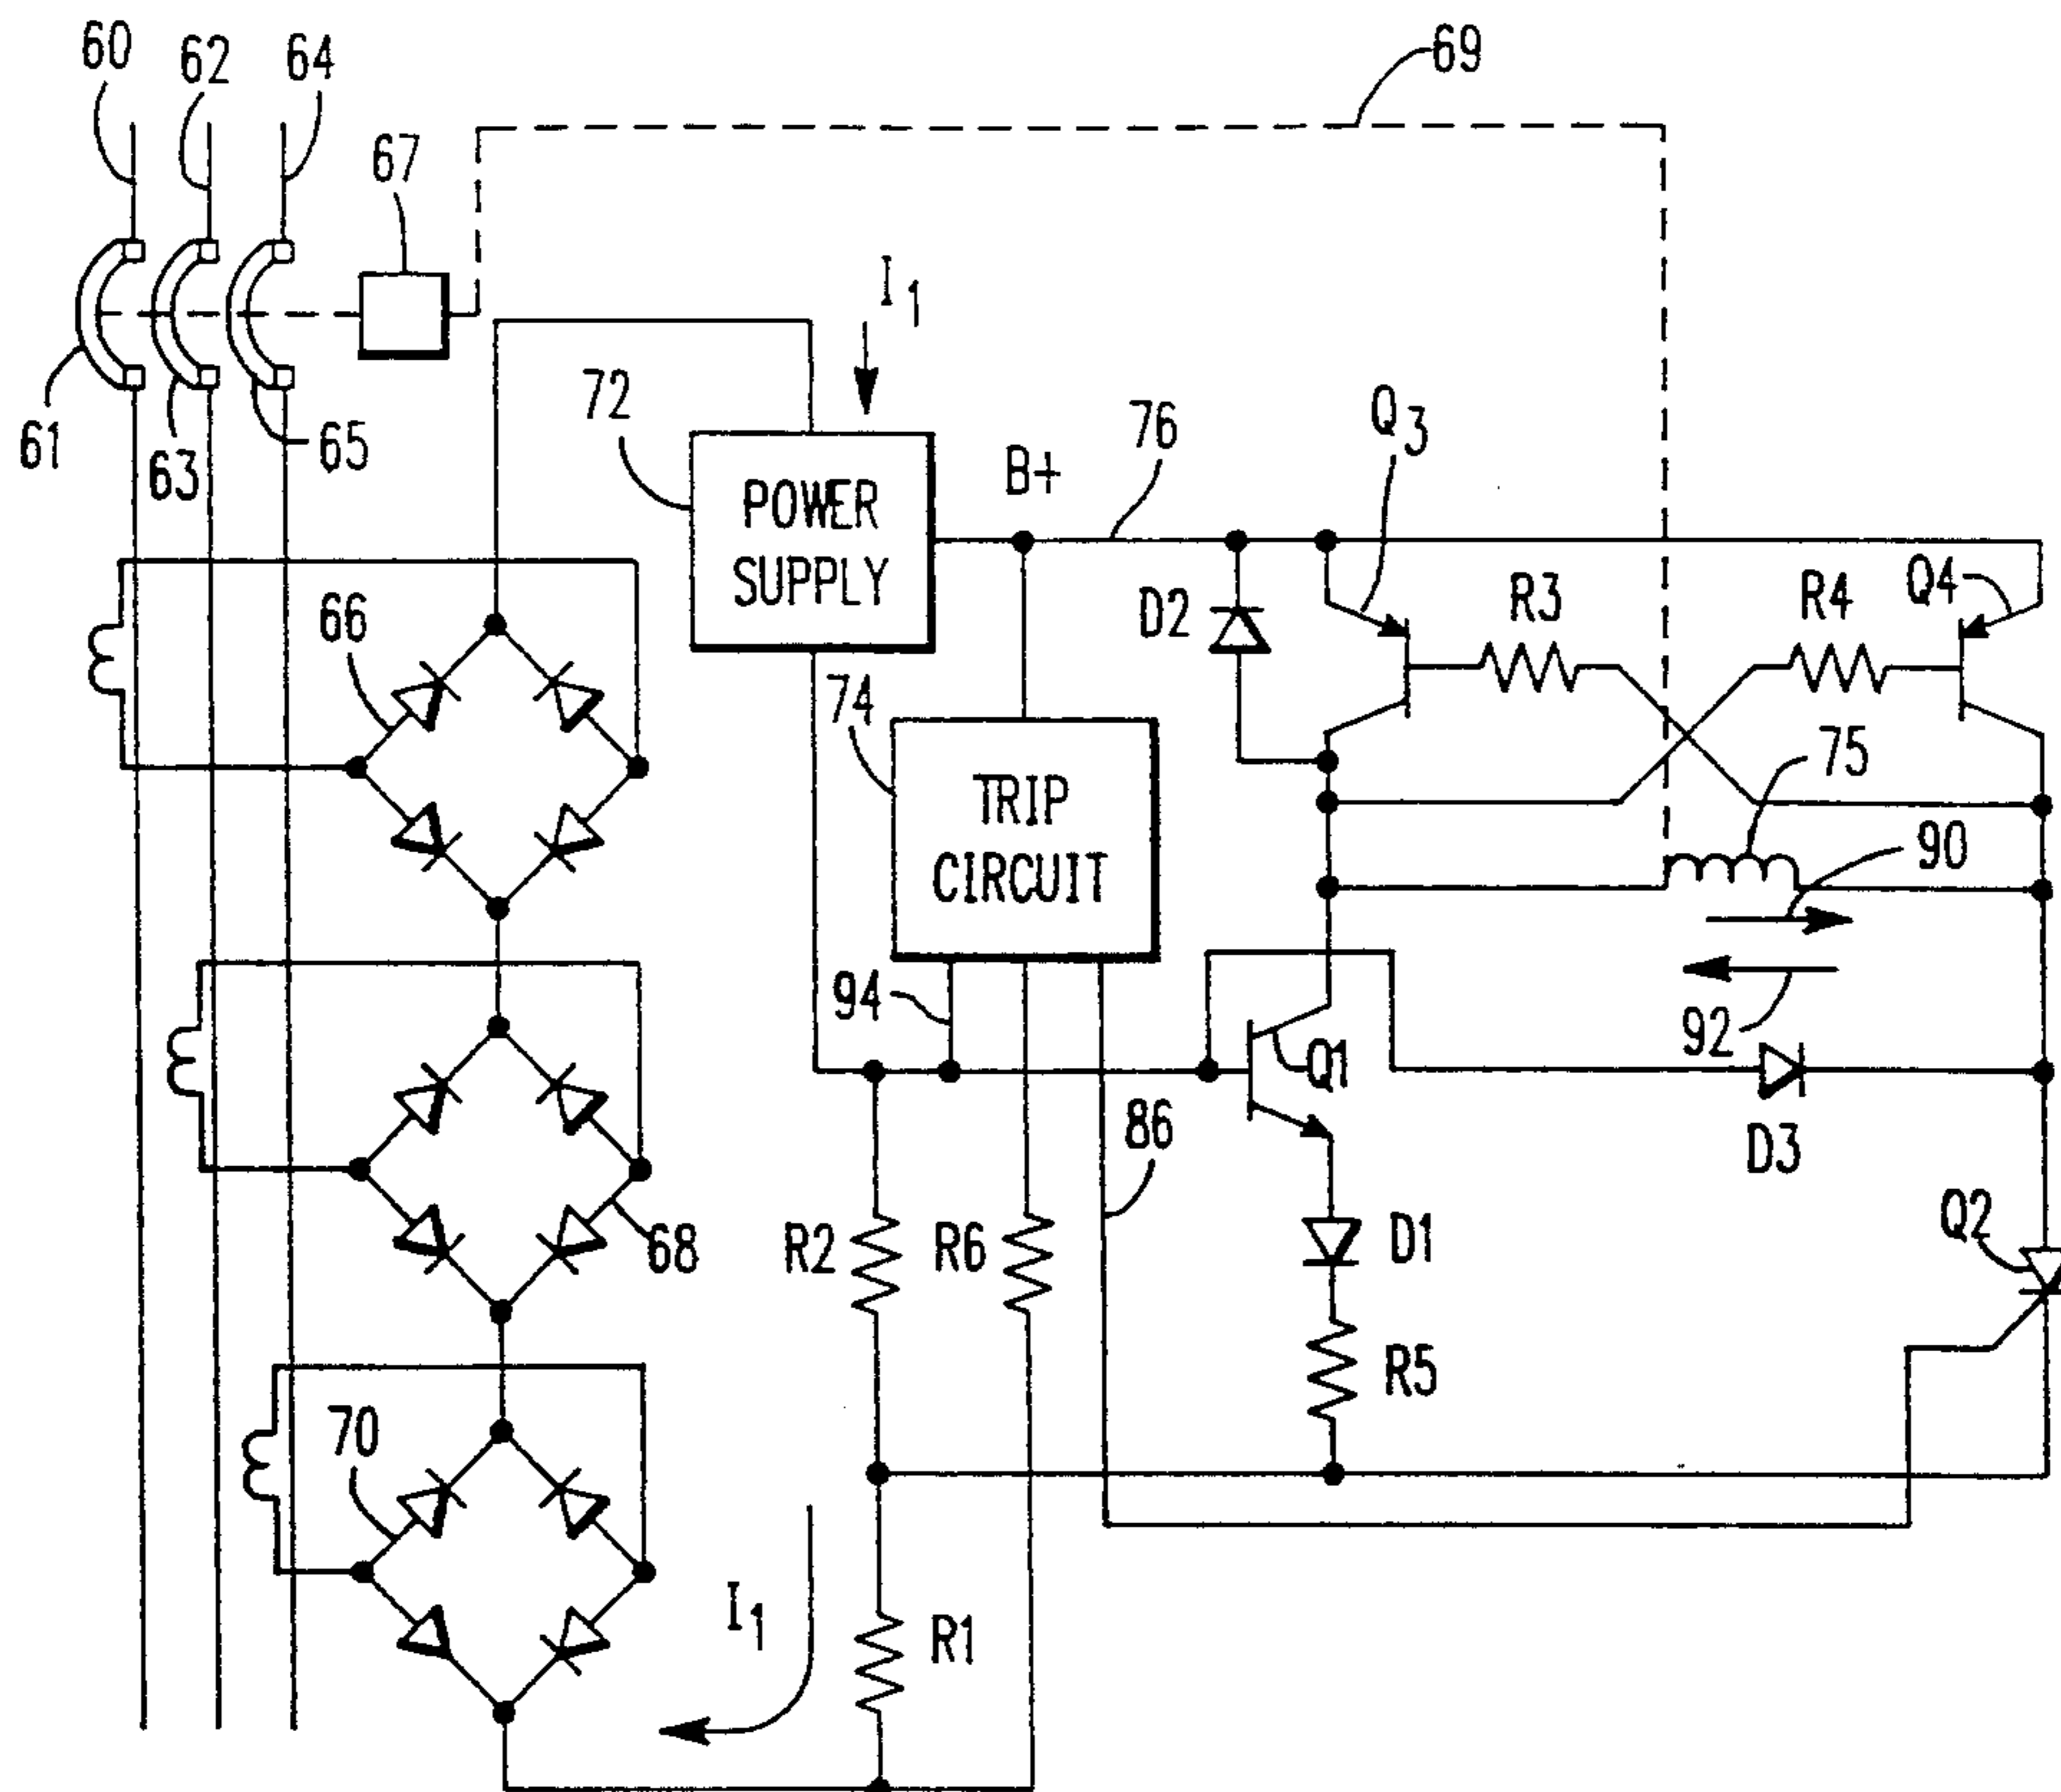 60
62
64
69
67
I1
72
61
63
65
76
Q3
B+
POWER
SUPPLY
D2
R3
R4
Q4
66
74
75
TRIP
CIRCUIT
90
94
92
Q1
86
D3
68
R2
R6
D1
Q2
R5
70
I1
R1